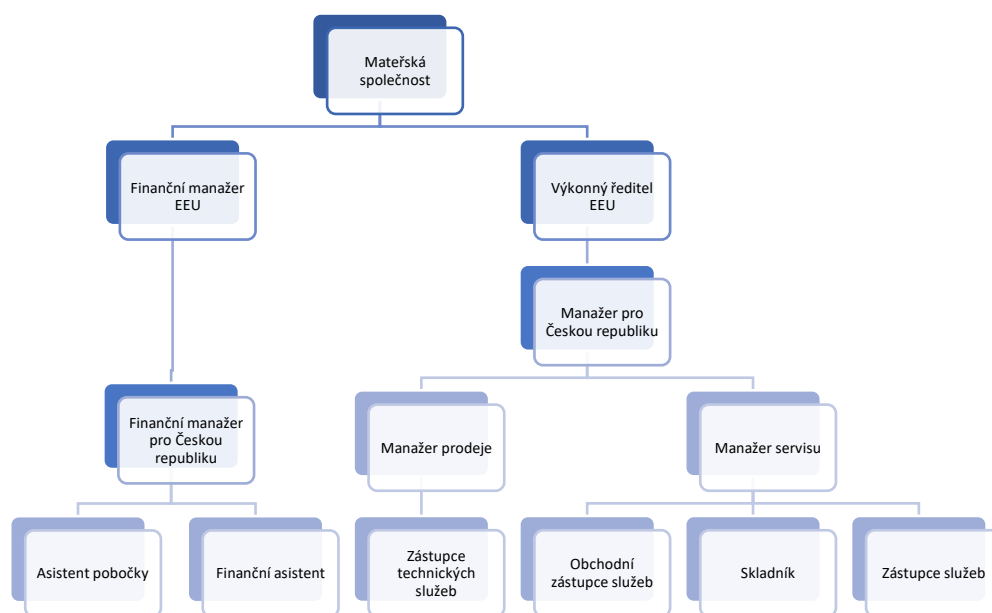 Mateřská
společnost
Finanční manažer
EEU
Výkonný ředitel
EEU
Manažer pro
Českou republiku
Finanční manažer
pro Českou
republiku
Manažer prodeje
Manažer servisu
Asistent pobočky
Finanční asistent
Zástupce
technických
služeb
Obchodní
zástupce služeb
Skladník
Zástupce služeb